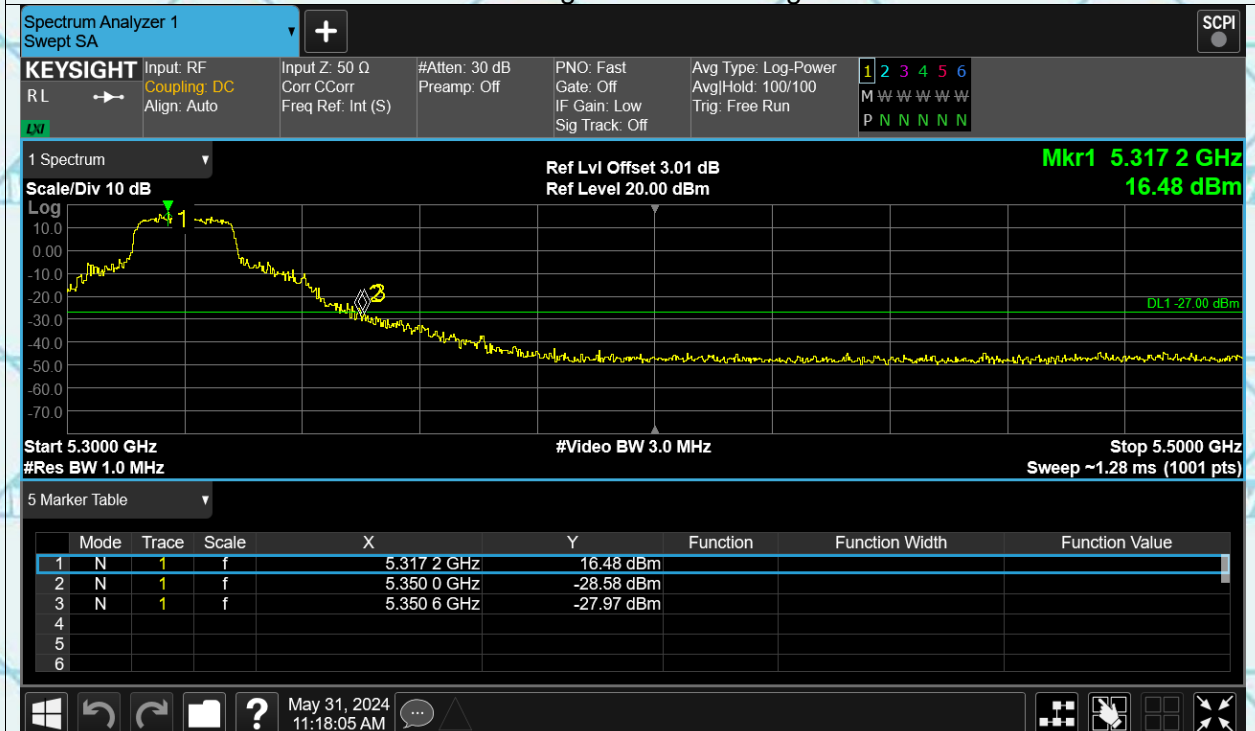 Spectrum Analyzer 1
Swept SA
SCPI
KEYSIGHT
RL
LXI
Input: RF
Coupling: DC
Align: Auto
Input Z: 50 Ω
Corr CCorr
Freq Ref: Int (S)
#Atten: 30 dB
Preamp: Off
PNO: Fast
Gate: Off
IF Gain: Low
Sig Track: Off
Avg Type: Log-Power
Avg|Hold: 100/100
Trig: Free Run
1 2 3 4 5 6
M W W W W W
P N N N N N N
1 Spectrum
Scale/Div 10 dB
Ref Lvl Offset 3.01 dB
Ref Level 20.00 dBm
Mkr1 5.317 2 GHz
16.48 dBm
Log
10.0
0.00
-10.0
-20.0
-30.0
-40.0
-50.0
-60.0
-70.0
1
3
DL1 -27.00 dBm
Start 5.3000 GHz
#Video BW 3.0 MHz
Stop 5.5000 GHz
#Res BW 1.0 MHz
Sweep ~1.28 ms (1001 pts)
5 Marker Table
Mode Trace Scale X Y Function Function Width Function Value
1 N 1 f 5.317 2 GHz 16.48 dBm
2 N 1 f 5.350 0 GHz -28.58 dBm
3 N 1 f 5.350 6 GHz -27.97 dBm
4
5
6
?
May 31, 2024
11:18:05 AM